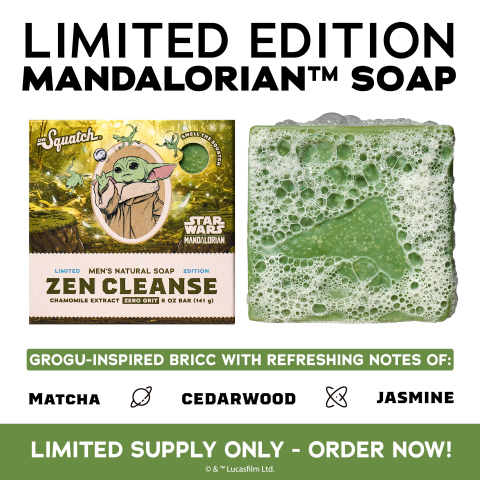 LIMITED EDITION
MANDALORIAN™ SOAP
DR. Squatch
SMELL THE SQUATCH
STAR WARS
THE MANDALORIAN
LIMITED MEN'S NATURAL SOAP EDITION
ZEN CLEANSE
CHAMOMILE EXTRACT ZERO GRIT 5 OZ BAR (141 g)
GROGU-INSPIRED BRICC WITH REFRESHING NOTES OF:
MATCHA CEDARWOOD JASMINE
LIMITED SUPPLY ONLY - ORDER NOW!
© & ™ Lucasfilm Ltd.